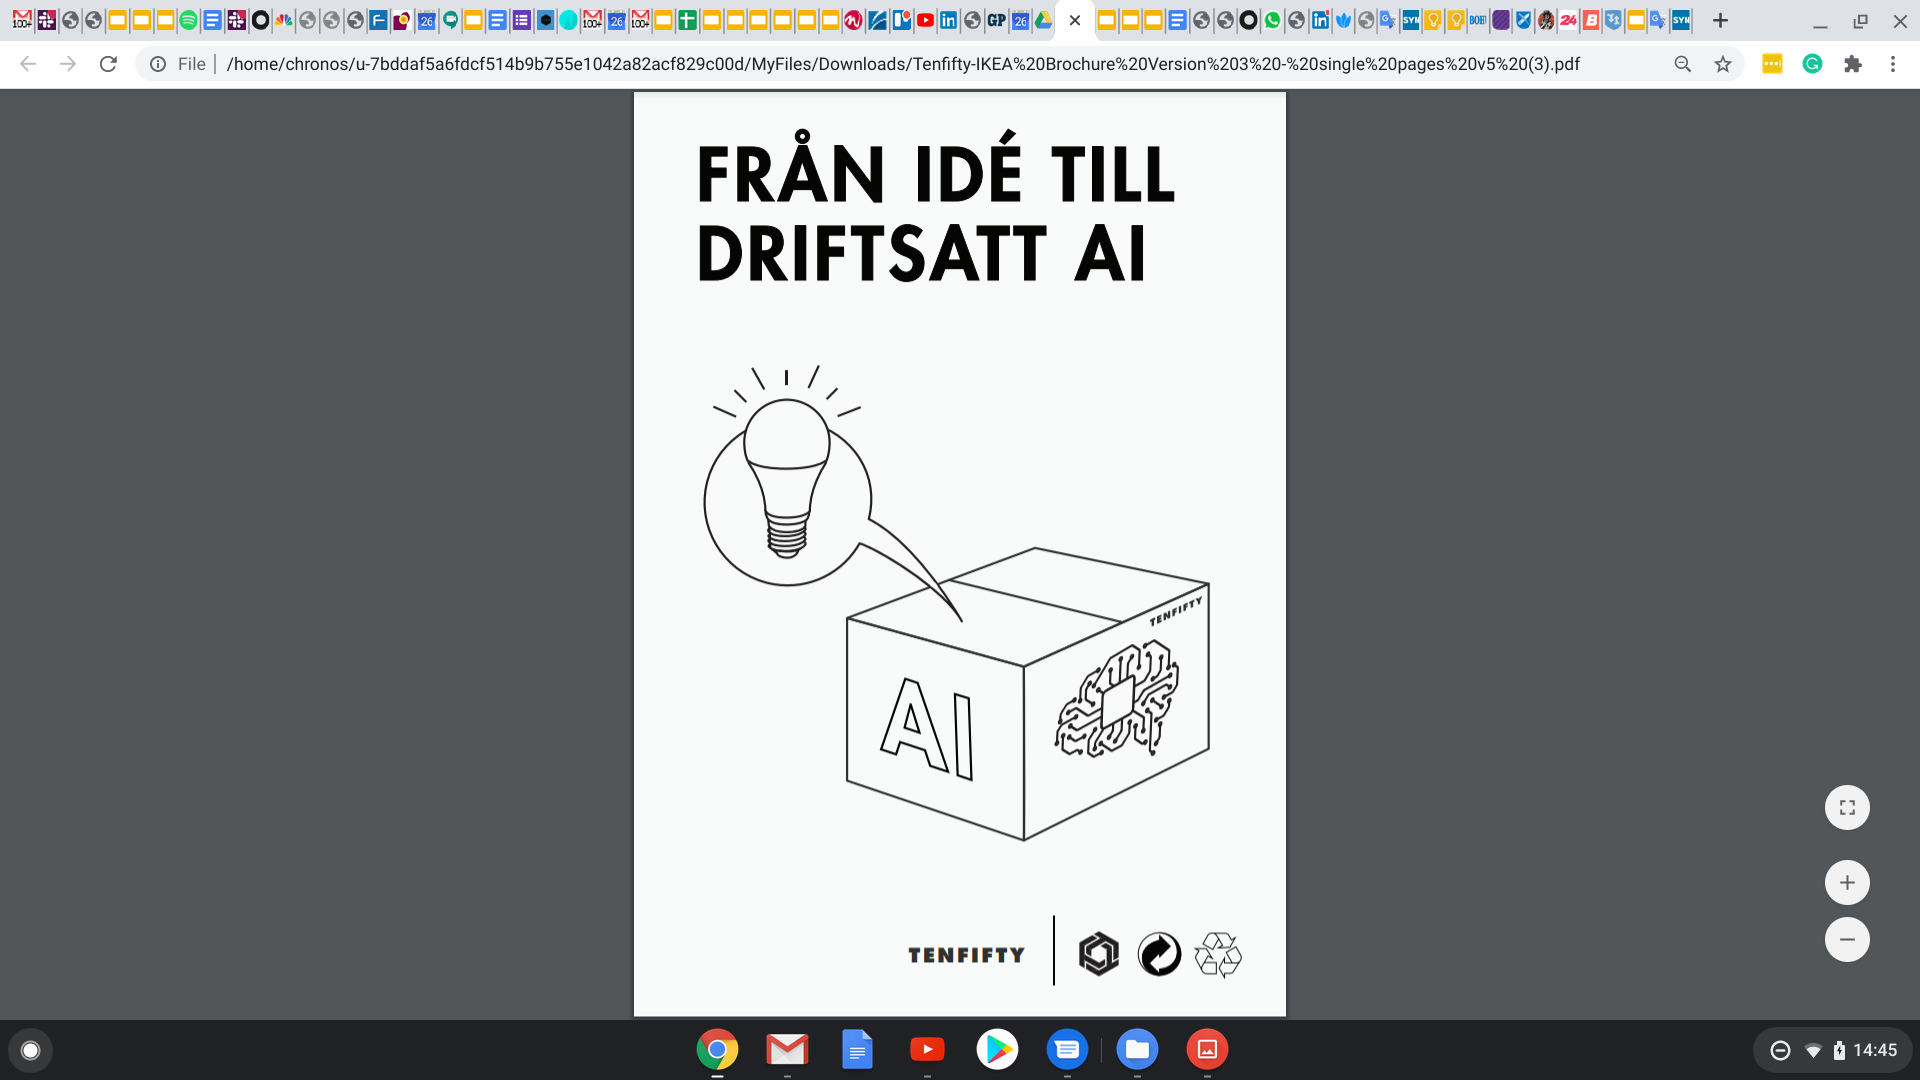 File
/home/chronos/u-7bddaf5a6fdcf514b9b755e1042a82acf829c00d/MyFiles/Downloads/Tenfifty-IKEA%20Brochure%20Version%203%20-%20single%20pages%20v5%20(3).pdf
FRÅN IDÉ TILL
DRIFTSATT AI
TENFIFTY
AI
TENFIFTY
14:45